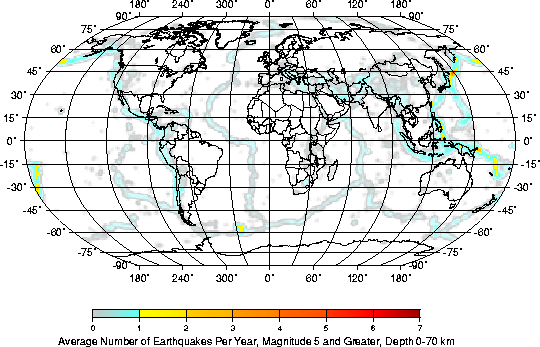 90° 180° 240° 300° 0° 60° 120° 180° 90°
75° 75°
60° 60°
45° 45°
30° 30°
15° 15°
0° 0°
-15° -15°
-30° -30°
-45° -45°
-60° -60°
-75° -75°
-90° 180° 240° 300° 0° 60° 120° 180° -90°
0 1 2 3 4 5 6 7
Average Number of Earthquakes Per Year, Magnitude 5 and Greater, Depth 0-70 km